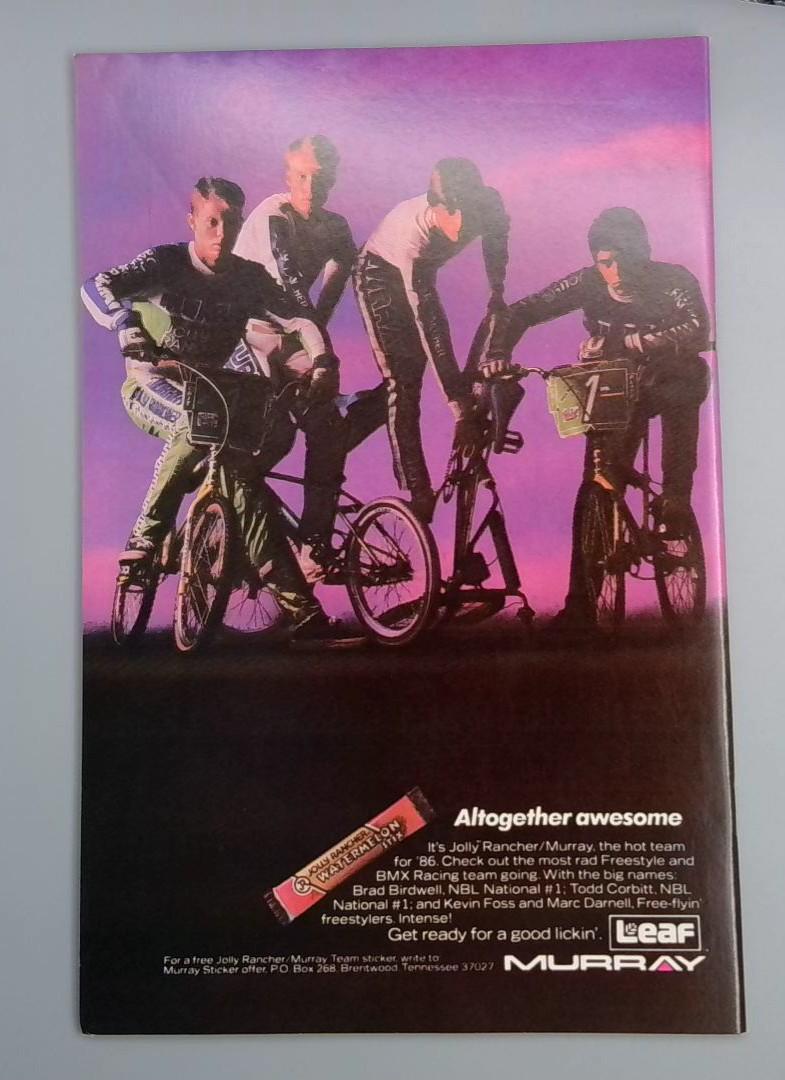 1
JOLLY RANCHER
WATERMELON
STIX
Altogether awesome
It's Jolly Rancher/Murray, the hot team
for '86. Check out the most rad Freestyle and
BMX Racing team going. With the big names:
Brad Birdwell, NBL National #1; Todd Corbitt, NBL
National #1; and Kevin Foss and Marc Darnell, Free-flyin'
freestylers. Intense!
Get ready for a good lickin'.
Leaf
For a free Jolly Rancher/Murray Team sticker, write to:
Murray Sticker offer, P.O. Box 268, Brentwood, Tennessee 37027
MURRAY